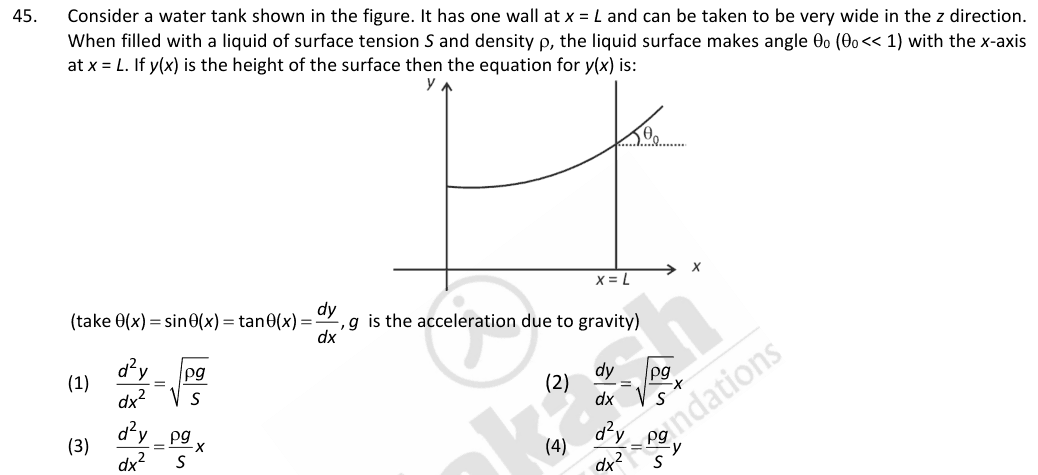 45. Consider a water tank shown in the figure. It has one wall at x = L and can be taken to be very wide in the z direction.
When filled with a liquid of surface tension S and density ρ, the liquid surface makes angle θ₀ (θ₀ << 1) with the x-axis
at x = L. If y(x) is the height of the surface then the equation for y(x) is:
y
θ₀
x
x = L
(take θ(x) = sinθ(x) = tanθ(x) = dy/dx, g is the acceleration due to gravity)
(1) d²y/dx² = √(ρg/S) (2) dy/dx = √(ρg/S) x
(3) d²y/dx² = ρg/S x (4) d²y/dx² = ρg/S y